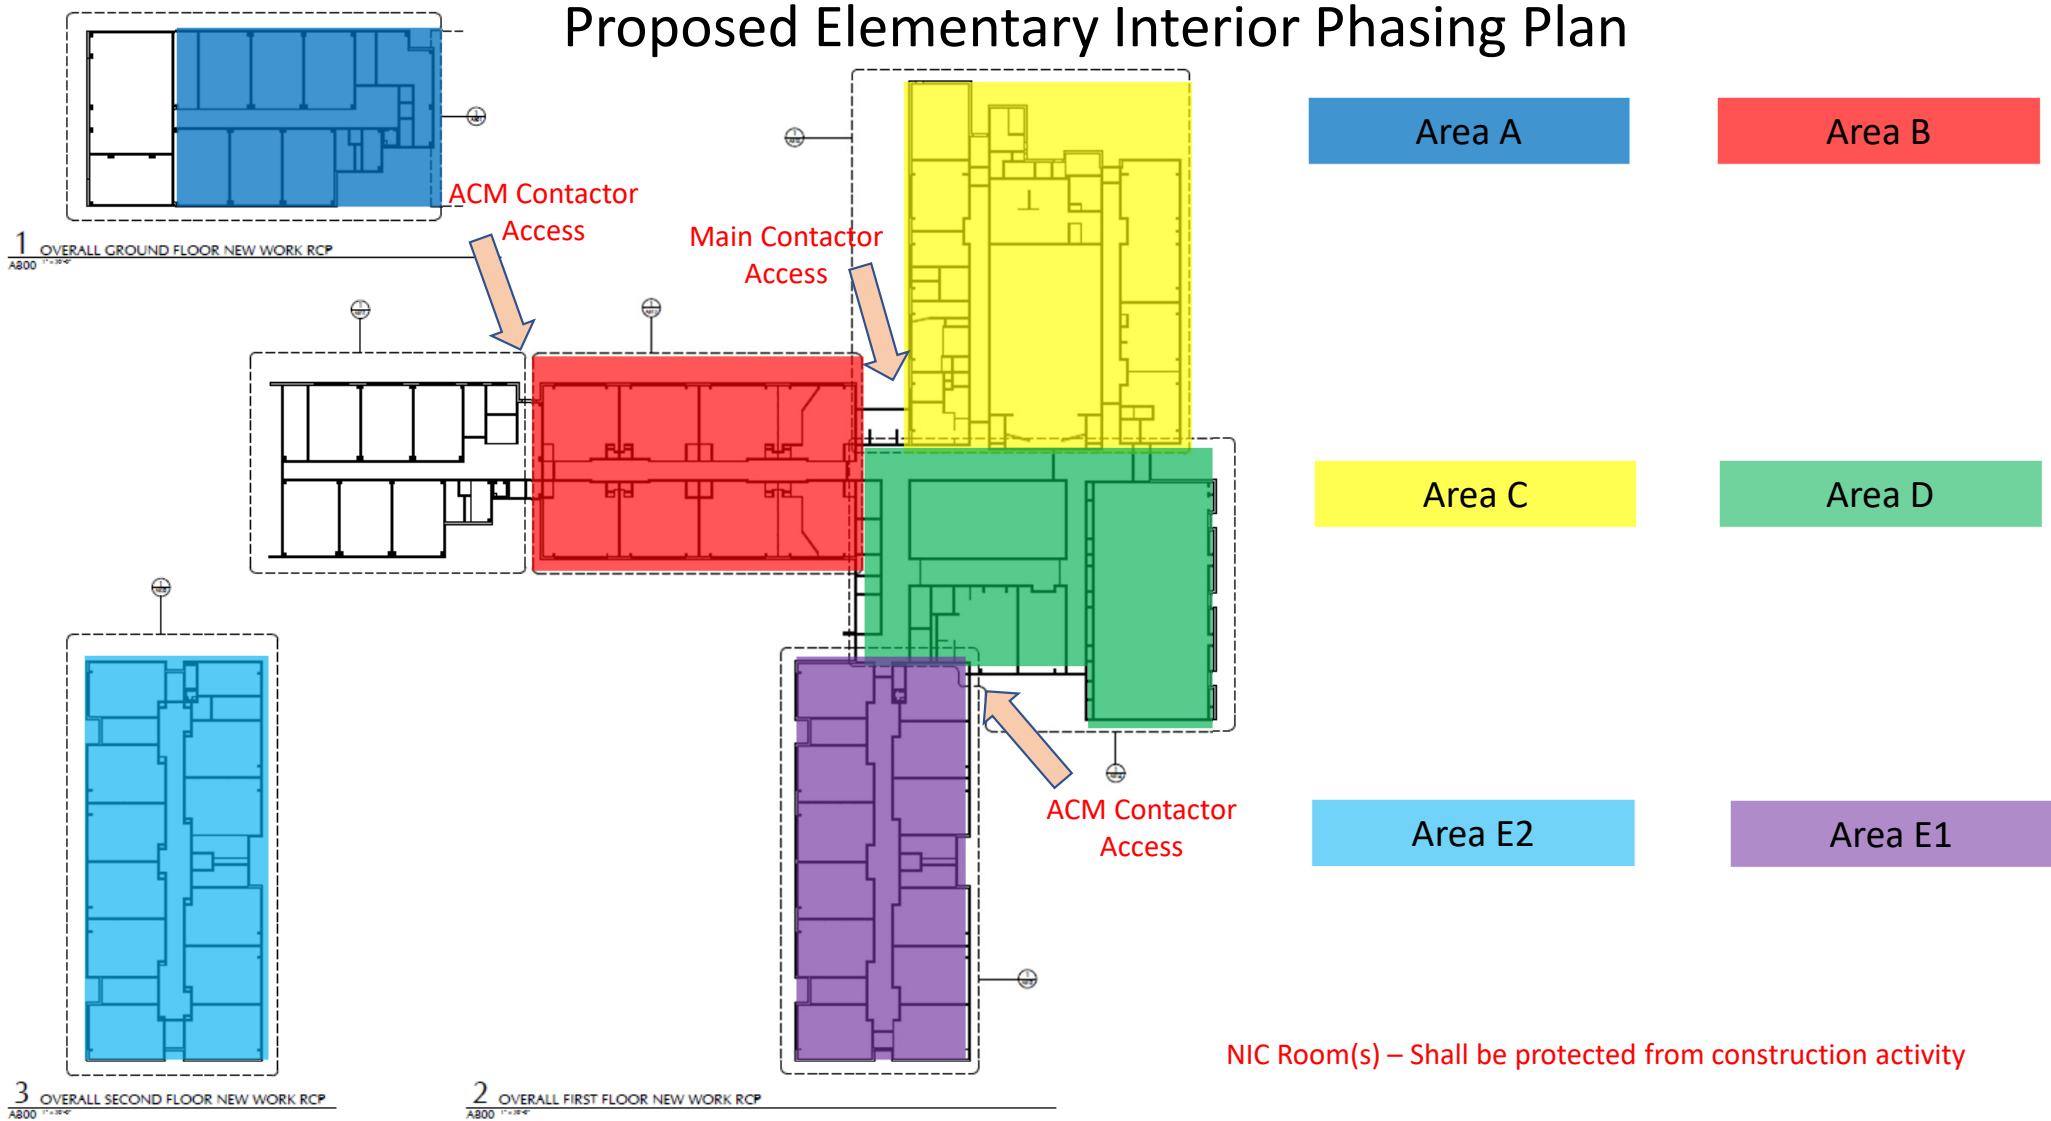 Proposed Elementary Interior Phasing Plan
Area A
Area B
ACM Contactor
Access
Main Contactor
Access
1 OVERALL GROUND FLOOR NEW WORK RCP
A800
Area C
Area D
ACM Contactor
Access
Area E2
Area E1
NIC Room(s) – Shall be protected from construction activity
3 OVERALL SECOND FLOOR NEW WORK RCP
A800
2 OVERALL FIRST FLOOR NEW WORK RCP
A800